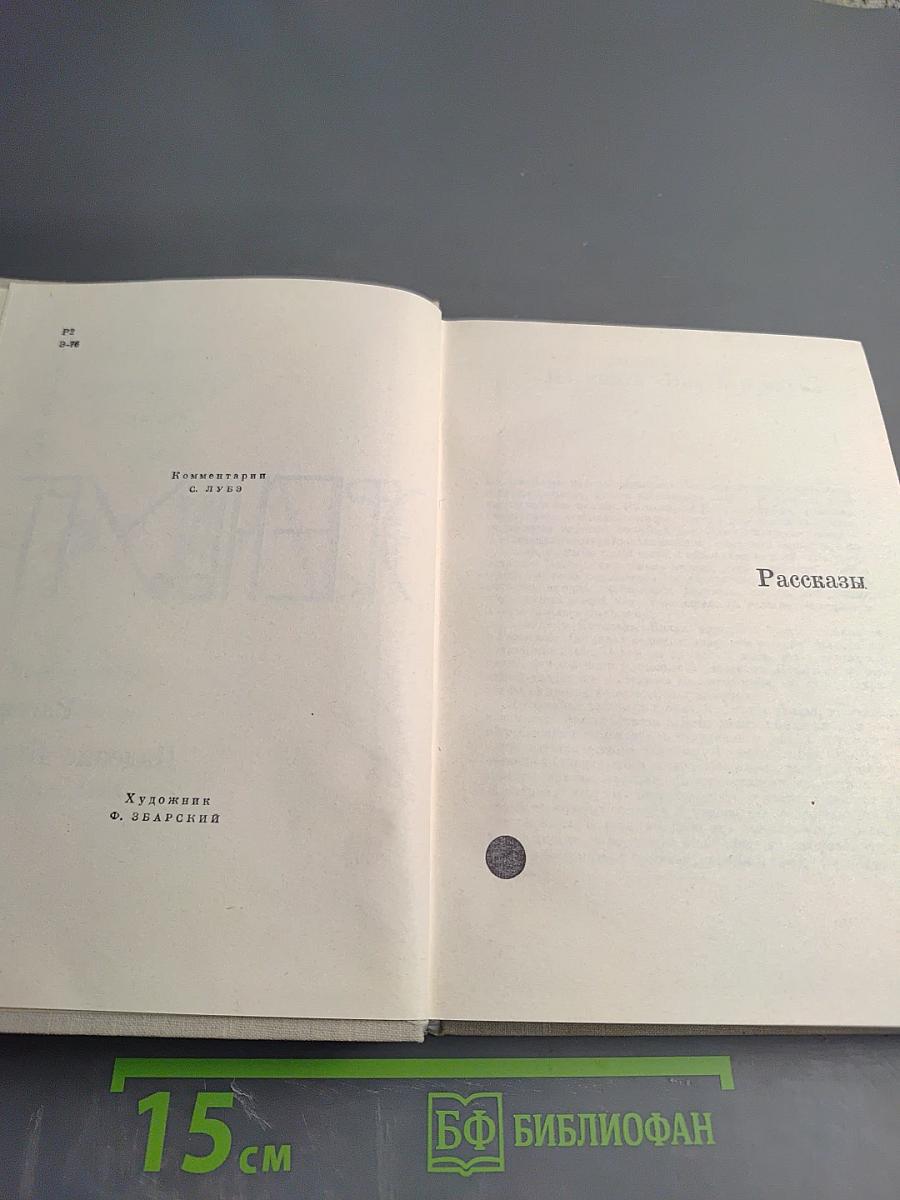 Р2
Э-76
Комментарии
С. ЛУБЭ
Художник
Ф. ЗБАРСКИЙ
Рассказы
15 см
БФ БИБЛИОФАН